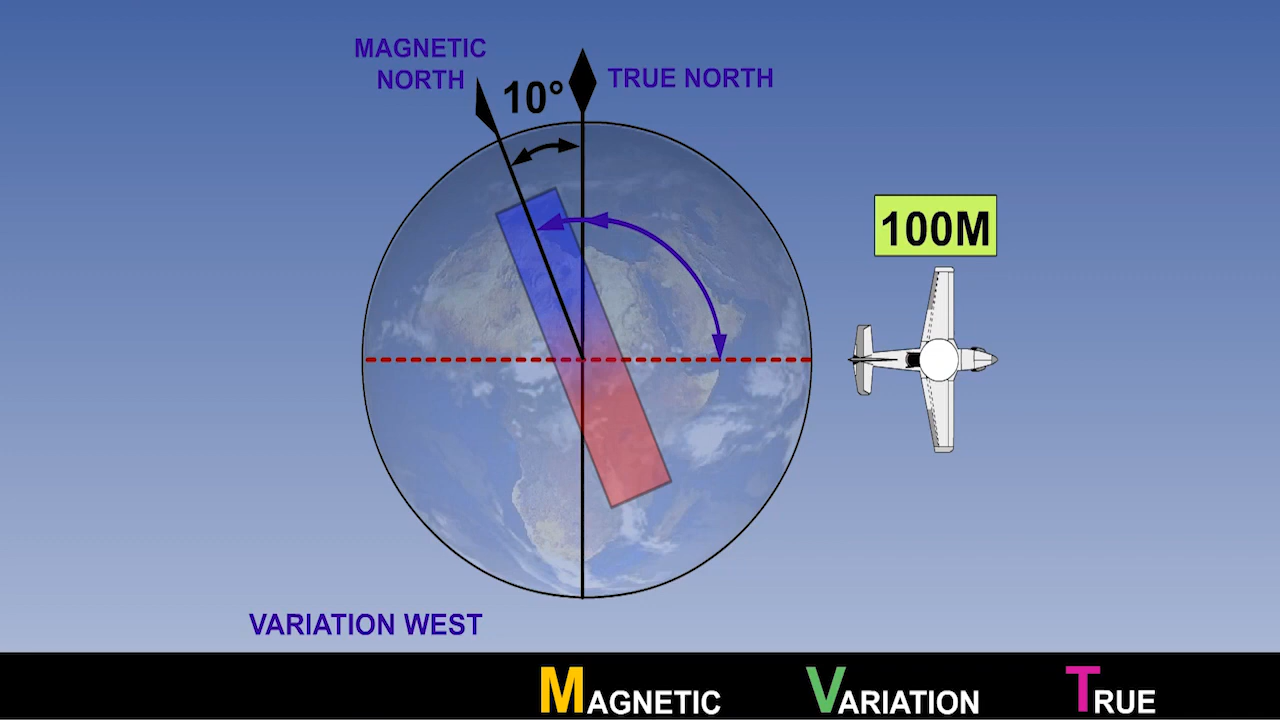 MAGNETIC
NORTH
10°
TRUE NORTH
100M
VARIATION WEST
MAGNETIC VARIATION TRUE